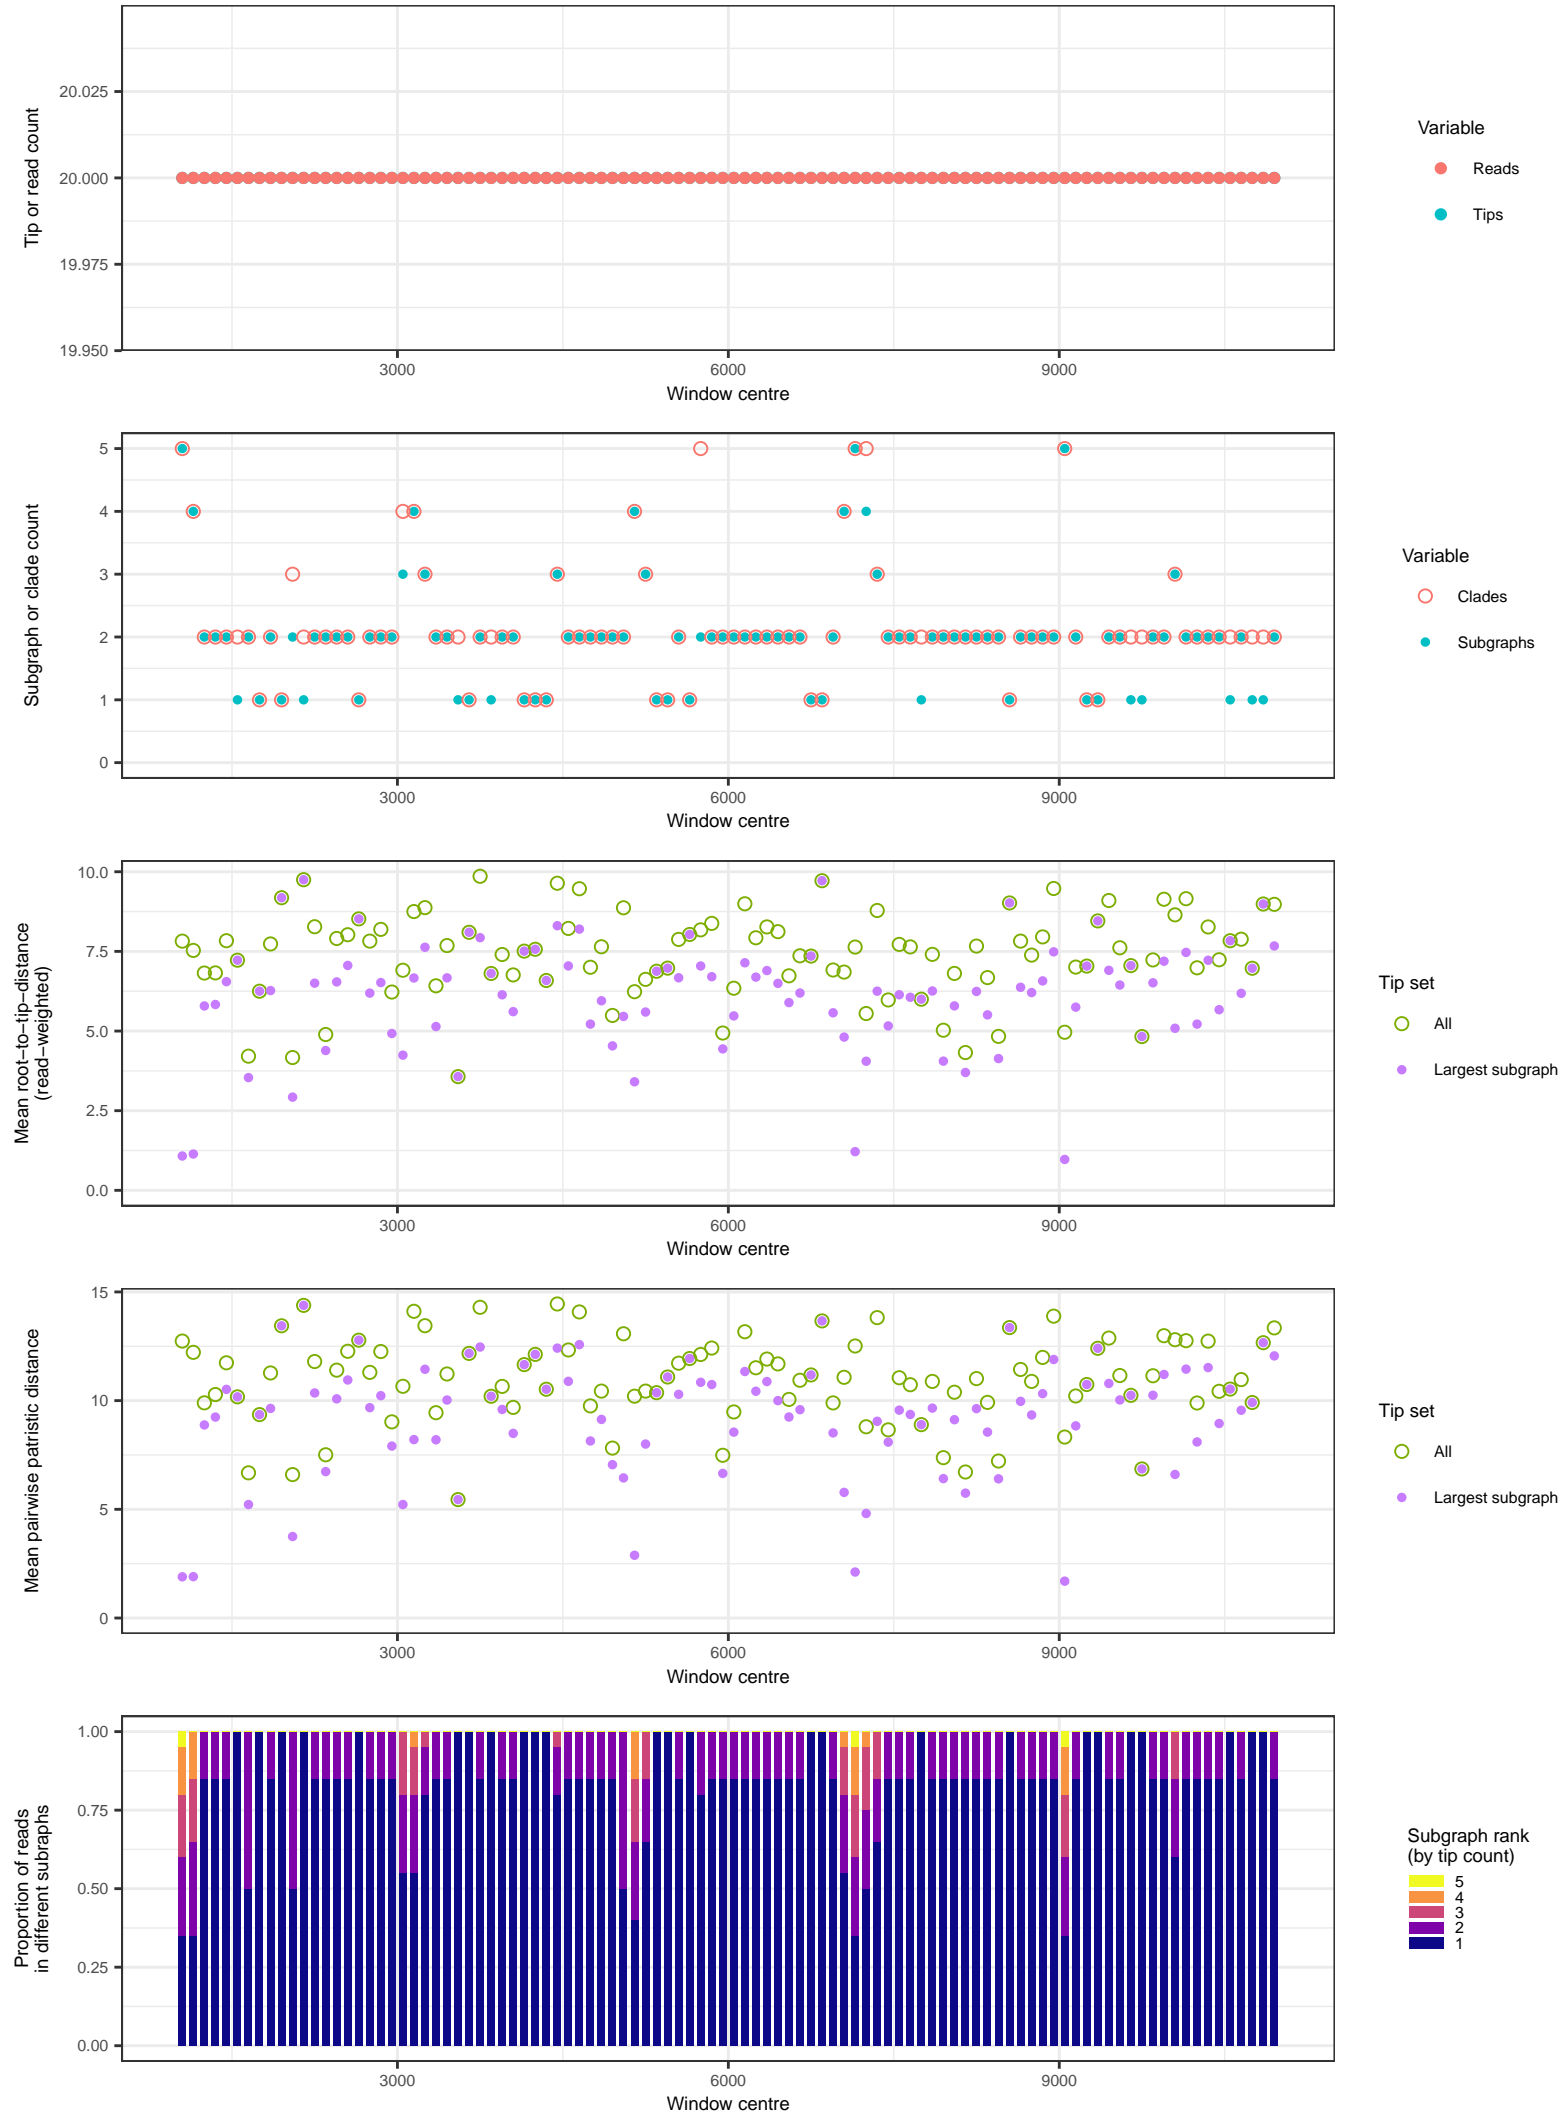 20.025
20.000
19.975
19.950
Tip or read count
3000
6000
9000
Window centre
Variable
Reads
Tips
5
4
3
2
1
0
Subgraph or clade count
3000
6000
9000
Window centre
Variable
Clades
Subgraphs
10.0
7.5
5.0
2.5
0.0
Mean root−to−tip−distance
(read−weighted)
3000
6000
9000
Window centre
Tip set
All
Largest subgraph
15
10
5
0
Mean pairwise patristic distance
3000
6000
9000
Window centre
Tip set
All
Largest subgraph
1.00
0.75
0.50
0.25
0.00
Proportion of reads
in different subraphs
3000
6000
9000
Window centre
Subgraph rank
(by tip count)
5
4
3
2
1